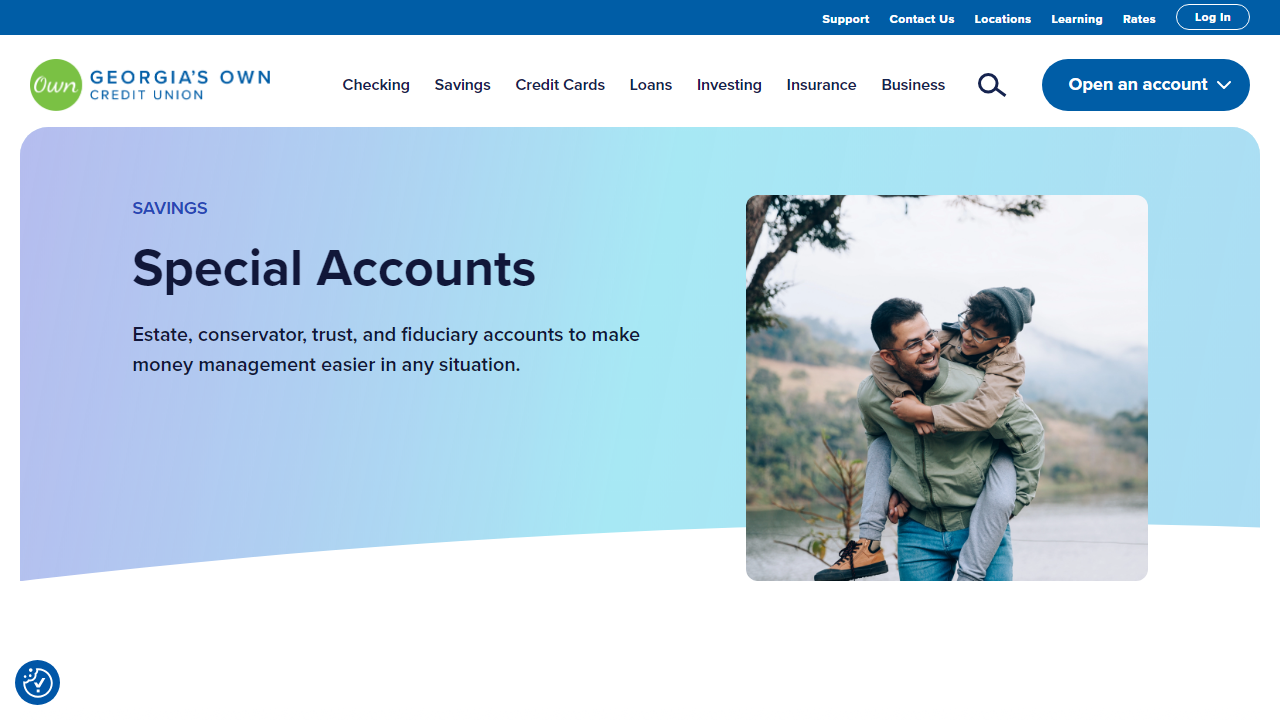 Support Contact Us Locations Learning Rates Log In
Own GEORGIA'S OWN
CREDIT UNION
Checking Savings Credit Cards Loans Investing Insurance Business Open an account
SAVINGS
Special Accounts
Estate, conservator, trust, and fiduciary accounts to make
money management easier in any situation.